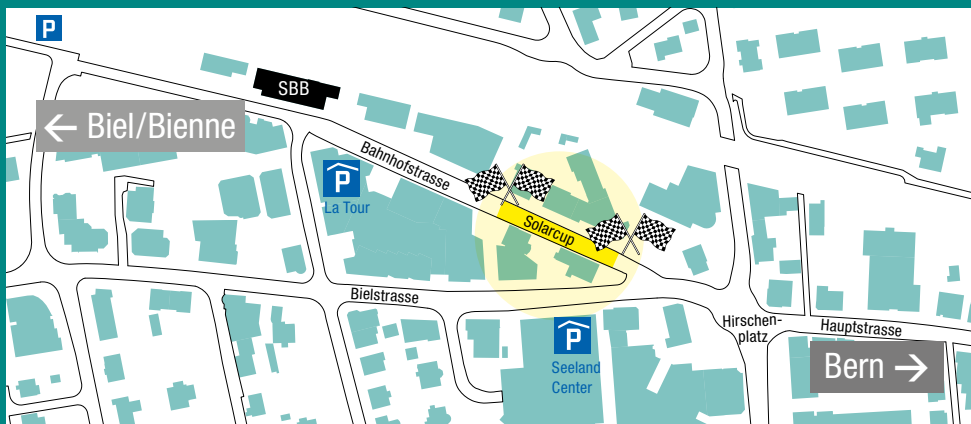 P
SBB
← Biel/Bienne
Bahnhofstrasse
P
La Tour
Solarcup
Bielstrasse
P
Seeland
Center
Hirschen-
platz
Hauptstrasse
Bern →